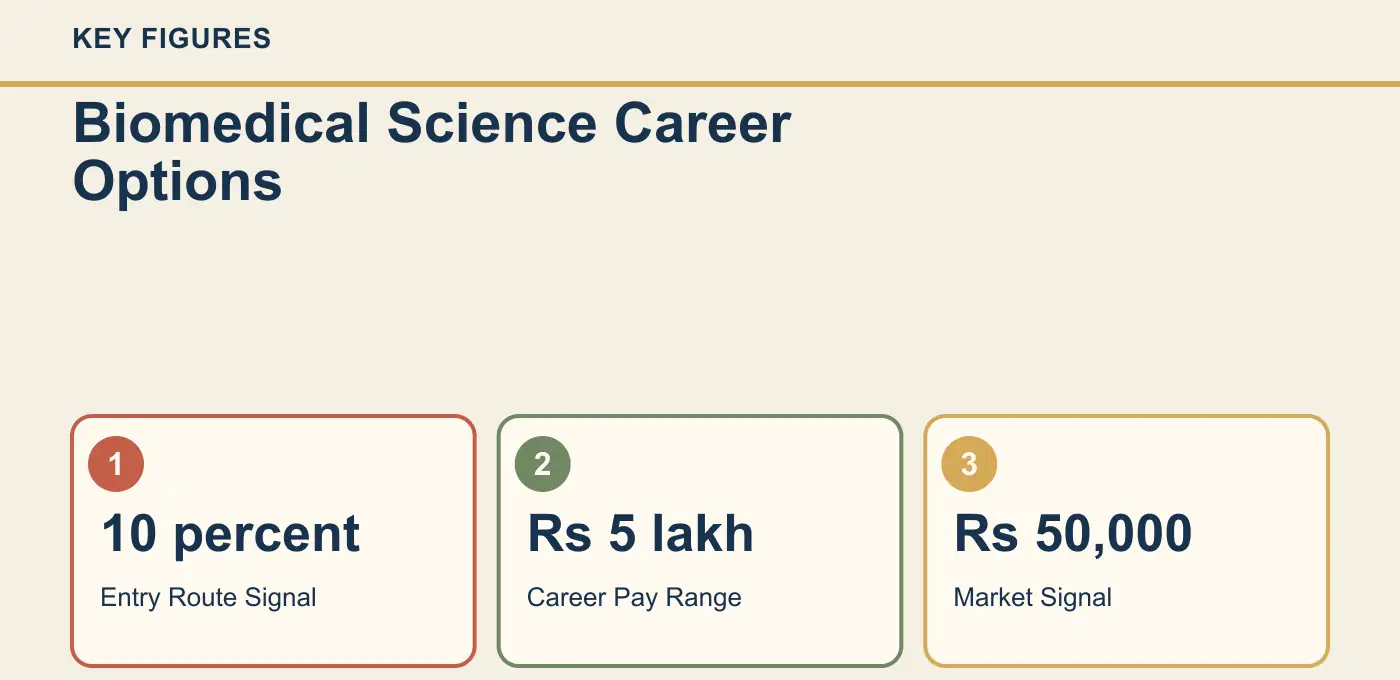 KEY FIGURES
Biomedical Science Career
Options
1
10 percent
Entry Route Signal
2
Rs 5 lakh
Career Pay Range
3
Rs 50,000
Market Signal